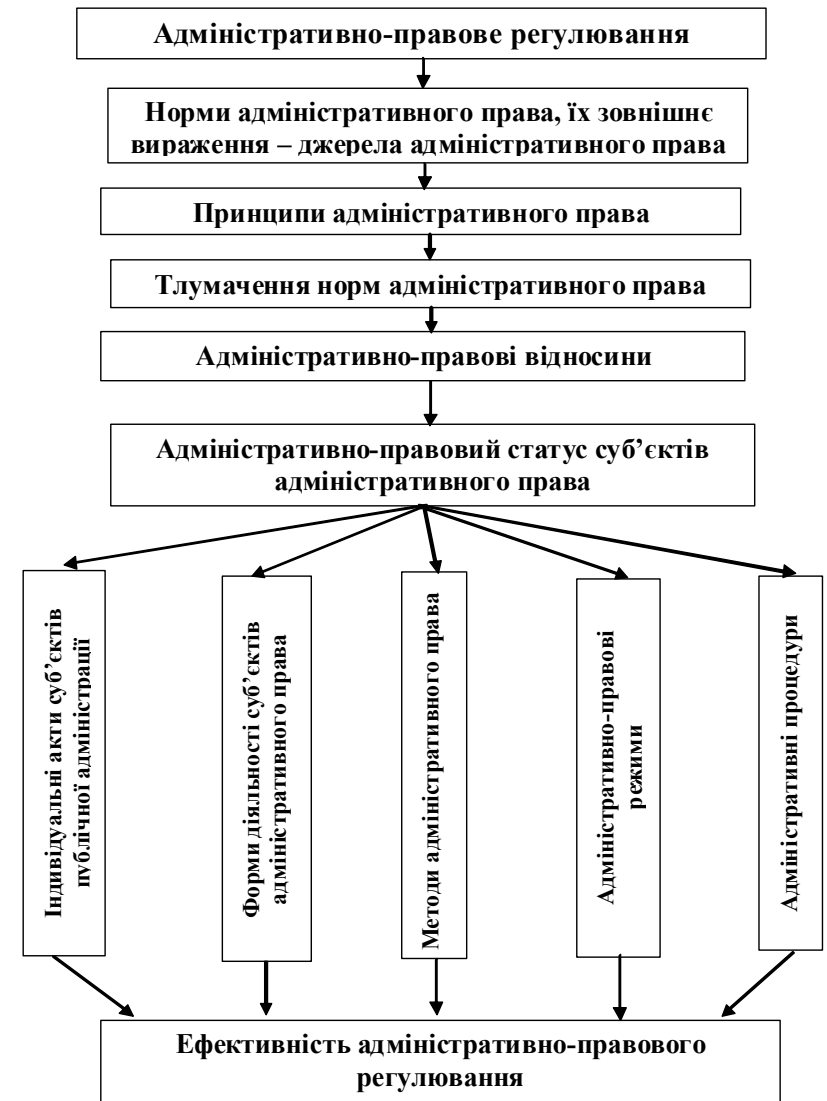 Адміністративно-правове регулювання
Норми адміністративного права, їх зовнішнє
вираження – джерела адміністративного права
Принципи адміністративного права
Тлумачення норм адміністративного права
Адміністративно-правові відносини
Адміністративно-правовий статус суб’єктів
адміністративного права
Індивідуальні акти суб’єктів
публічної адміністрації
Форми діяльності суб’єктів
адміністративного права
Методи адміністративного права
Адміністративно-правові
режими
Адміністративні процедури
Ефективність адміністративно-правового
регулювання